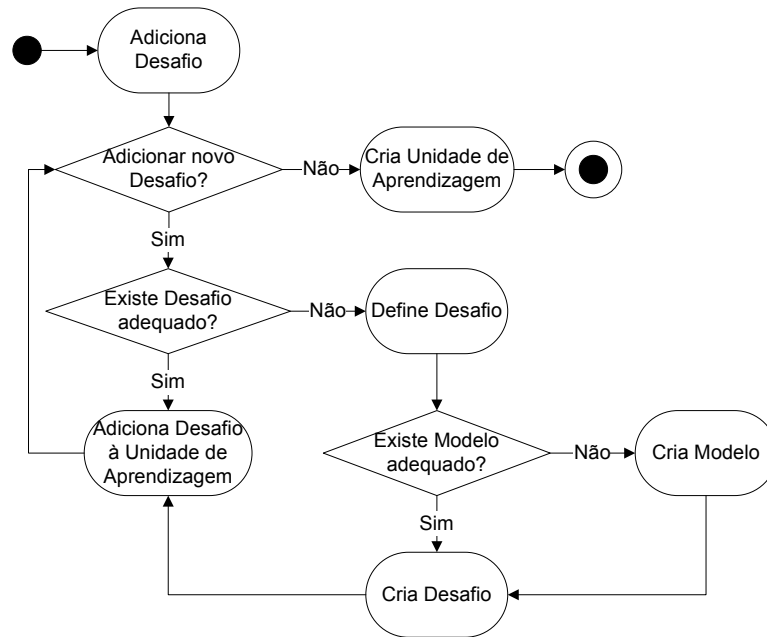 Adiciona
Desafio
Adicionar novo
Desafio?
Não
Cria Unidade de
Aprendizagem
Sim
Existe Desafio
adequado?
Não
Define Desafio
Sim
Adiciona Desafio
à Unidade de
Aprendizagem
Existe Modelo
adequado?
Não
Cria Modelo
Sim
Cria Desafio